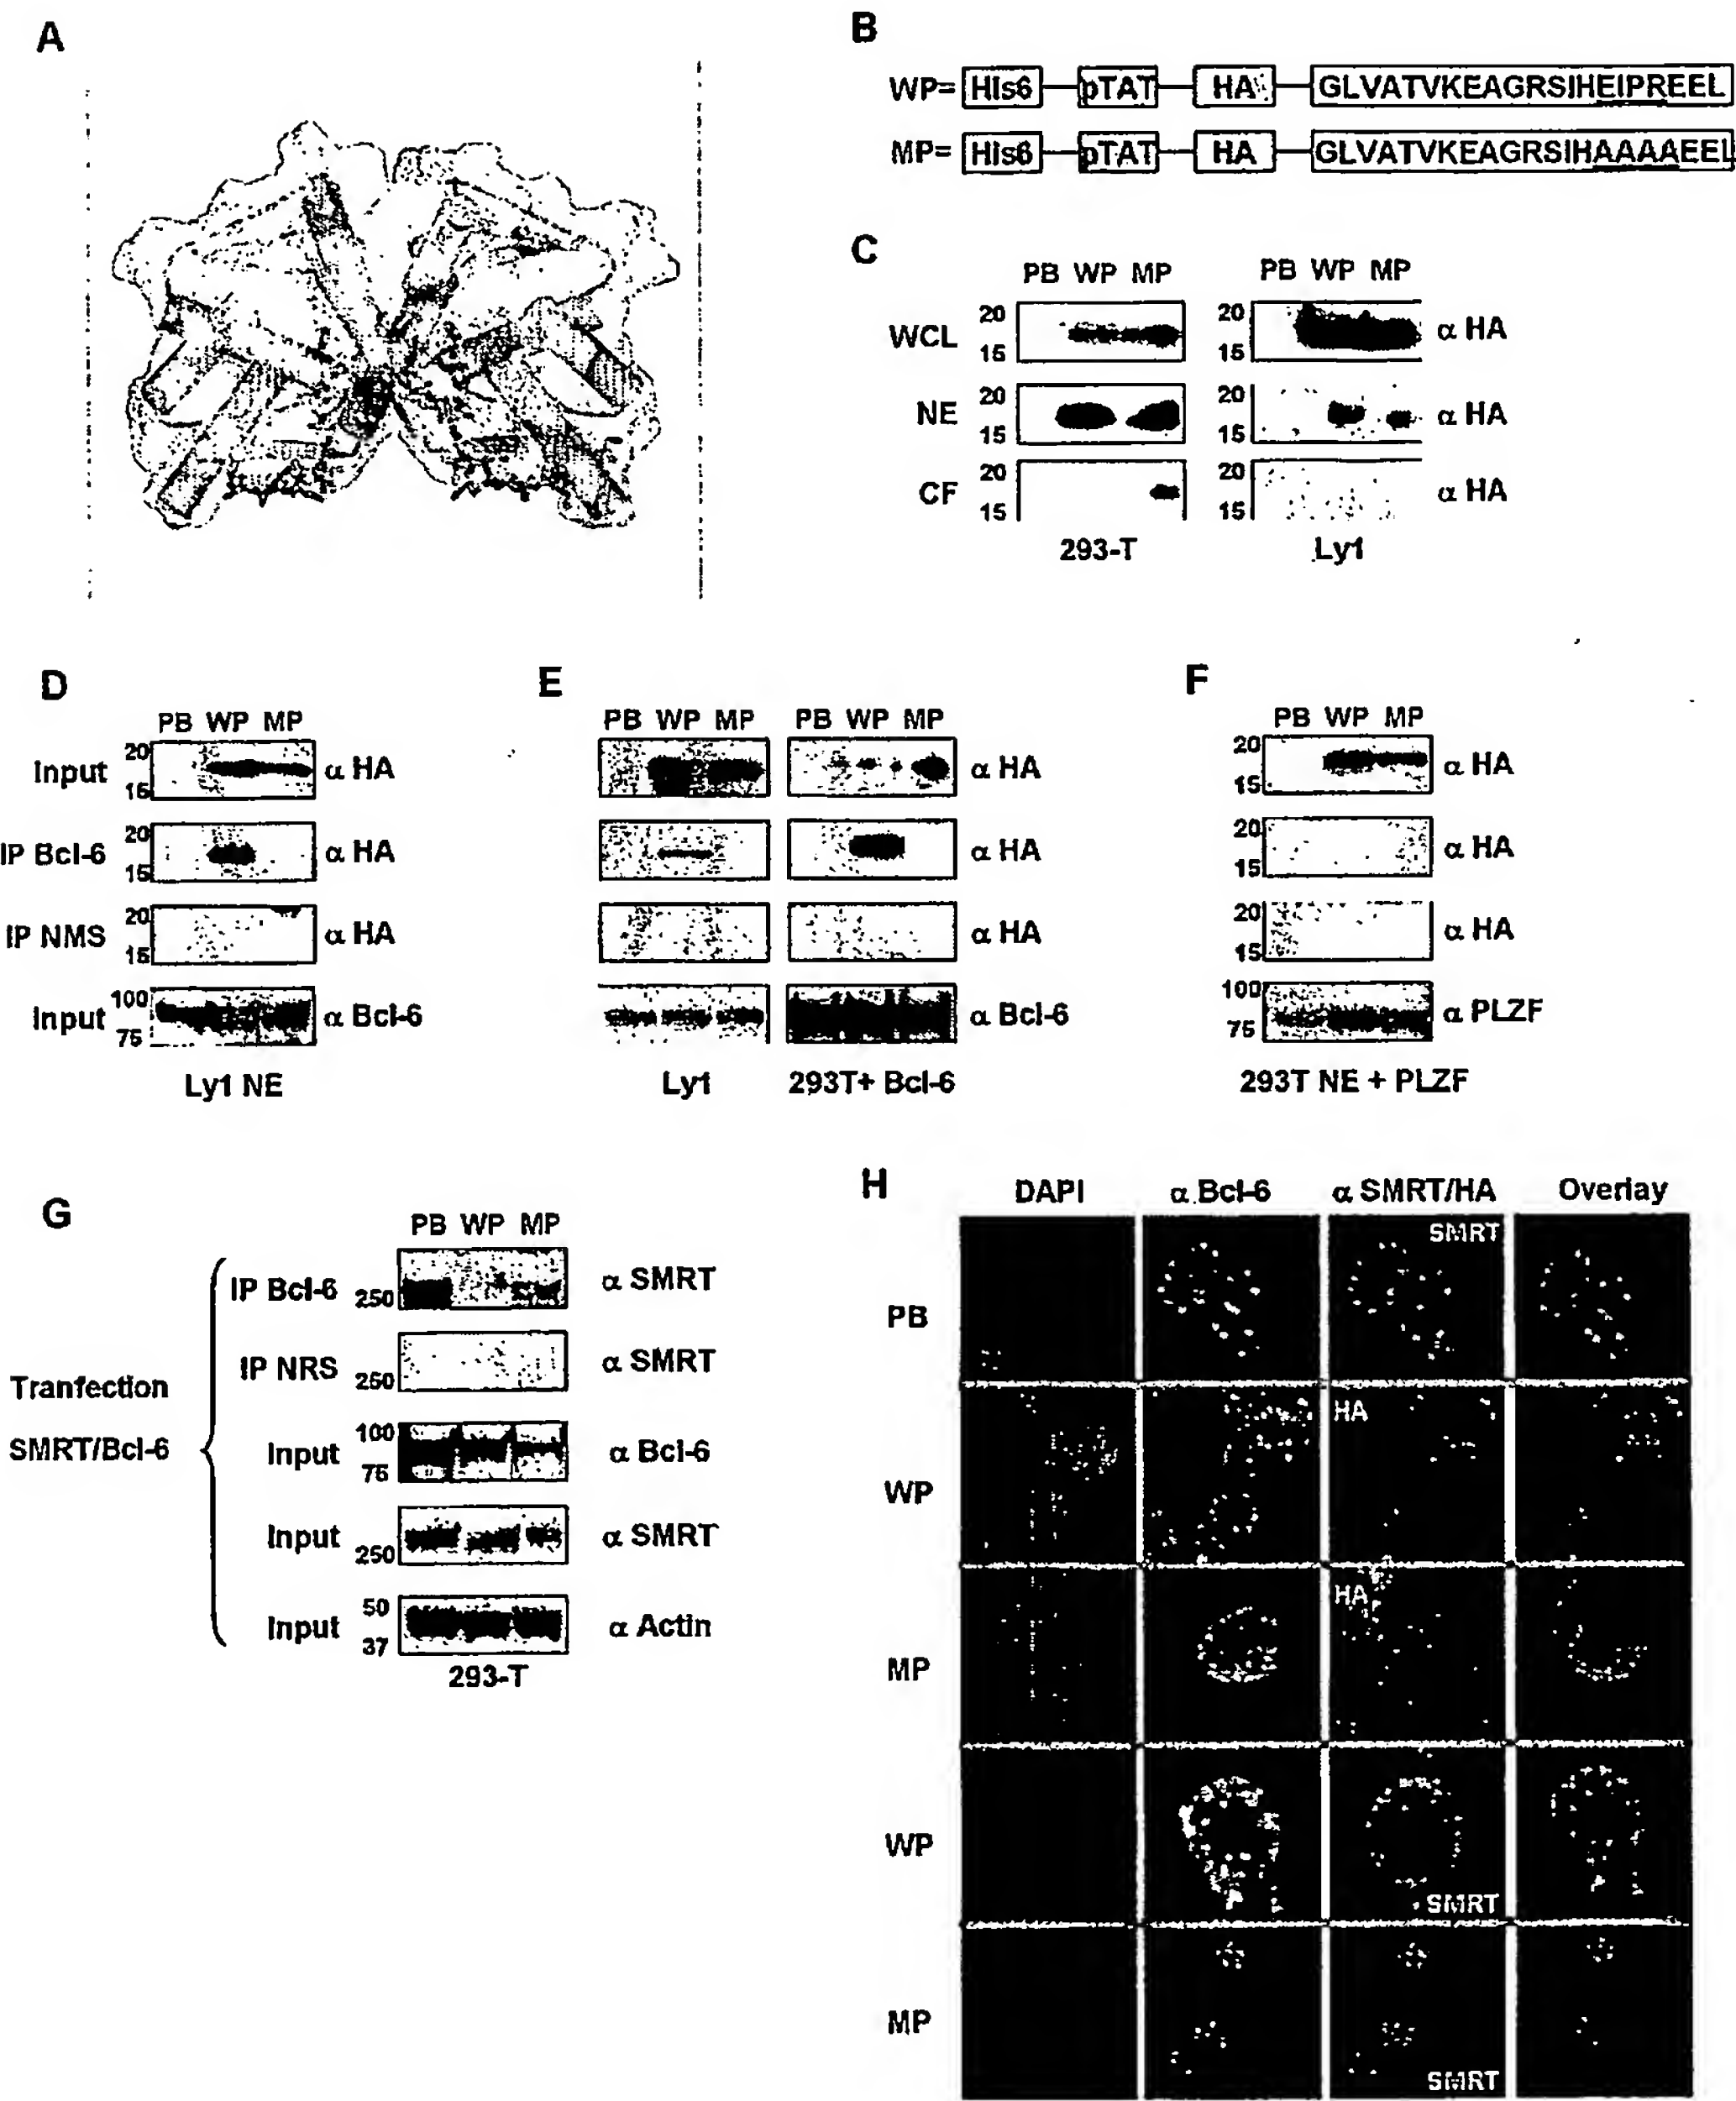 A
B
WP= His6 pTAT HA GLVATVKEAGRSIHEIPREEL
MP= His6 pTAT HA GLVATVKEAGRSIHAAAAEEL
C
PB WP MP PB WP MP
WCL 20 15 20 15 α HA
NE 20 15 20 15 α HA
CF 20 15 20 15 α HA
293-T Ly1
D
PB WP MP
Input 20 15 α HA
IP Bcl-6 20 15 α HA
IP NMS 20 15 α HA
Input 100 75 α Bcl-6
Ly1 NE
E
PB WP MP PB WP MP
α HA
α HA
α HA
α Bcl-6
Ly1 293T+ Bcl-6
F
PB WP MP
20 15 α HA
20 15 α HA
20 15 α HA
100 75 α PLZF
293T NE + PLZF
G
PB WP MP
Tranfection
SMRT/Bcl-6
IP Bcl-6 250 α SMRT
IP NRS 250 α SMRT
Input 100 75 α Bcl-6
Input 250 α SMRT
Input 50 37 α Actin
293-T
H
DAPI α.Bcl-6 α SMRT/HA Overlay
PB SMRT
WP HA
MP HA
WP SMRT
MP SMRT